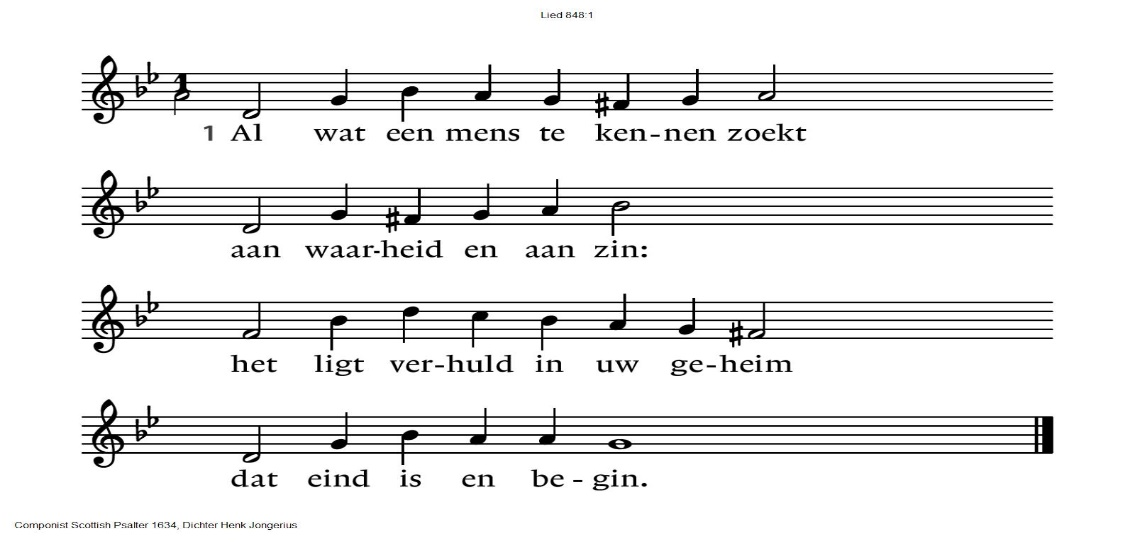 Lied 848:1
1
1 Al wat een mens te ken-nen zoekt
aan waar-heid en aan zin:
het ligt ver-huld in uw ge-heim
dat eind is en be - gin.
Componist Scottish Psalter 1634, Dichter Henk Jongerius